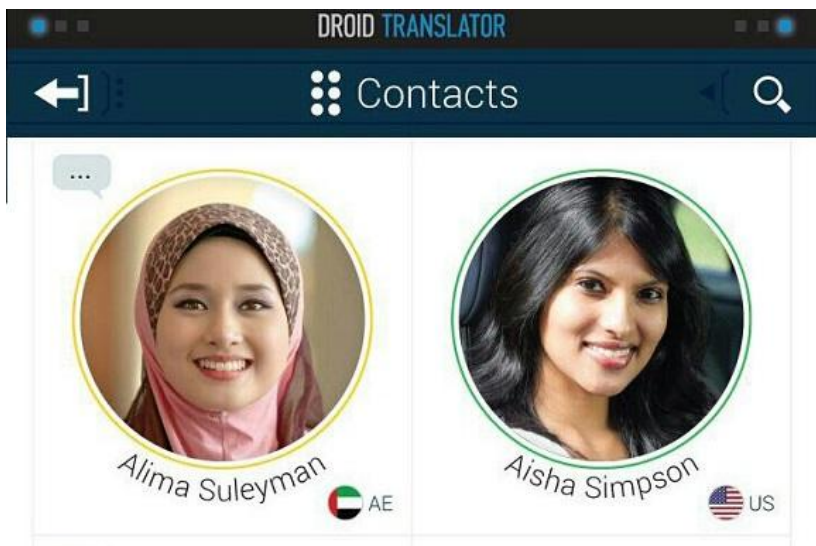 DROID TRANSLATOR
Contacts
...
Alima Suleyman
AE
Aisha Simpson
US